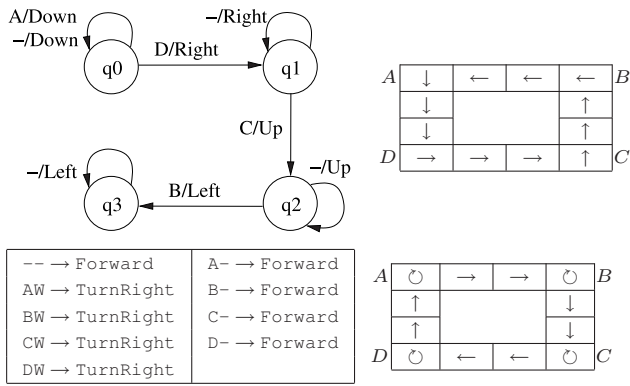 A/Down
–/Down
–/Right
D/Right
q0
q1
C/Up
–/Left
–/Up
B/Left
q3
q2
A ↓ ← ← ← B
↓ ↑
↓ ↑
D → → → ↑ C
-- → Forward
AW → TurnRight
BW → TurnRight
CW → TurnRight
DW → TurnRight
A- → Forward
B- → Forward
C- → Forward
D- → Forward
A ↻ → → ↻ B
↑ ↓
↑ ↓
D ↻ ← ← ↻ C